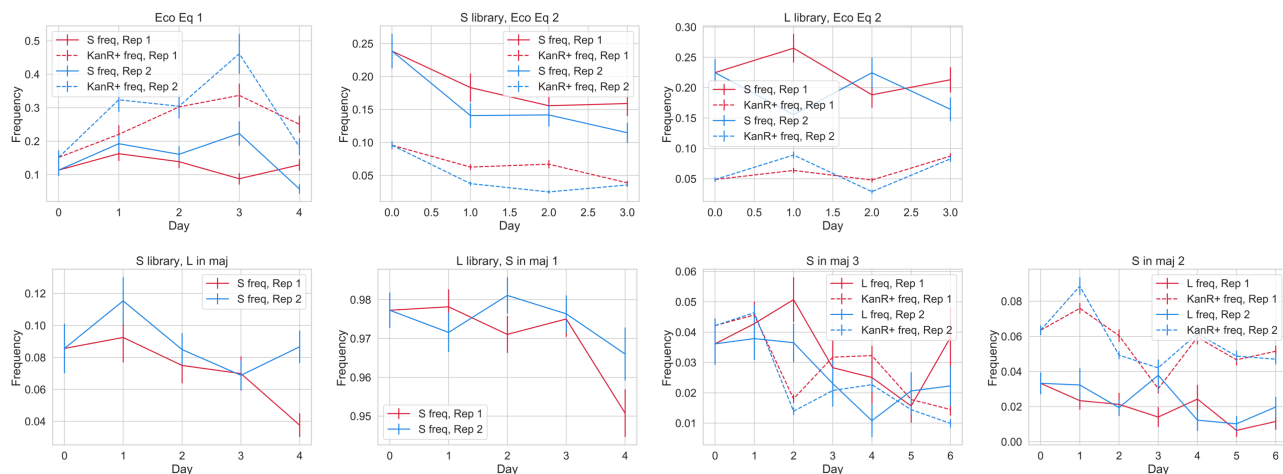 Eco Eq 1
S freq, Rep 1
KanR+ freq, Rep 1
S freq, Rep 2
KanR+ freq, Rep 2
Frequency
0.5
0.4
0.3
0.2
0.1
0 1 2 3 4
Day
S library, Eco Eq 2
S freq, Rep 1
KanR+ freq, Rep 1
S freq, Rep 2
KanR+ freq, Rep 2
Frequency
0.25
0.20
0.15
0.10
0.05
0.0 0.5 1.0 1.5 2.0 2.5 3.0
Day
L library, Eco Eq 2
S freq, Rep 1
KanR+ freq, Rep 1
S freq, Rep 2
KanR+ freq, Rep 2
Frequency
0.30
0.25
0.20
0.15
0.10
0.05
0.0 0.5 1.0 1.5 2.0 2.5 3.0
Day
S library, L in maj
S freq, Rep 1
S freq, Rep 2
Frequency
0.12
0.10
0.08
0.06
0.04
0 1 2 3 4
Day
L library, S in maj 1
S freq, Rep 1
S freq, Rep 2
Frequency
0.98
0.97
0.96
0.95
0 1 2 3 4
Day
S in maj 3
L freq, Rep 1
KanR+ freq, Rep 1
L freq, Rep 2
KanR+ freq, Rep 2
Frequency
0.06
0.05
0.04
0.03
0.02
0.01
0 1 2 3 4 5 6
Day
S in maj 2
L freq, Rep 1
KanR+ freq, Rep 1
L freq, Rep 2
KanR+ freq, Rep 2
Frequency
0.08
0.06
0.04
0.02
0.00
0 1 2 3 4 5 6
Day